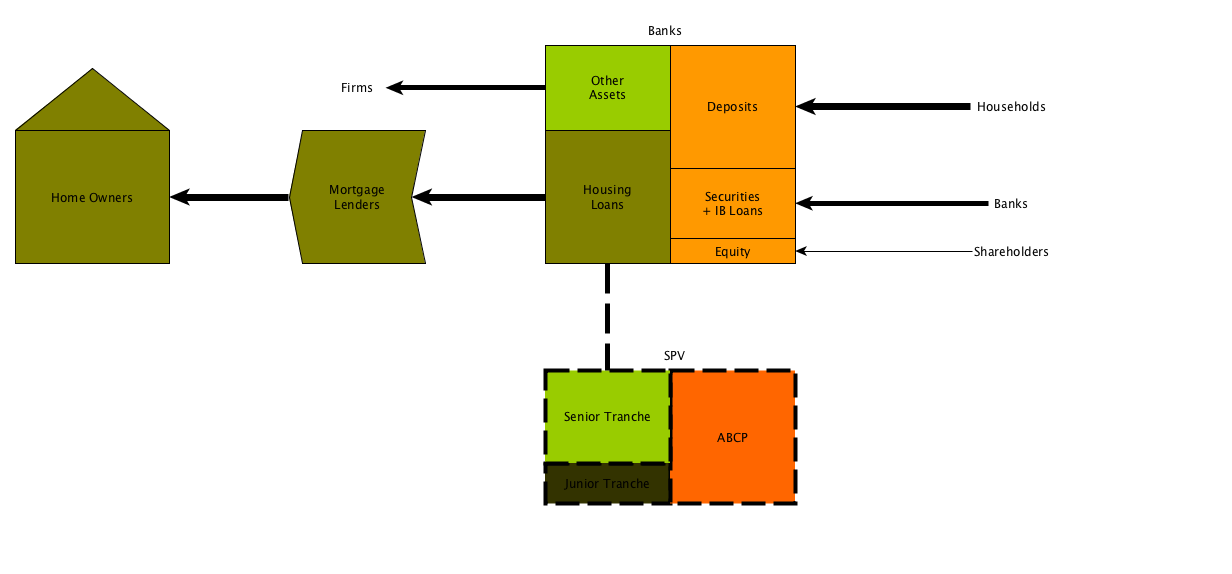 Banks
Other
Assets
Firms
Deposits
Households
Home Owners
Mortgage
Lenders
Housing
Loans
Securities
+ IB Loans
Banks
Equity
Shareholders
SPV
Senior Tranche
ABCP
Junior Tranche